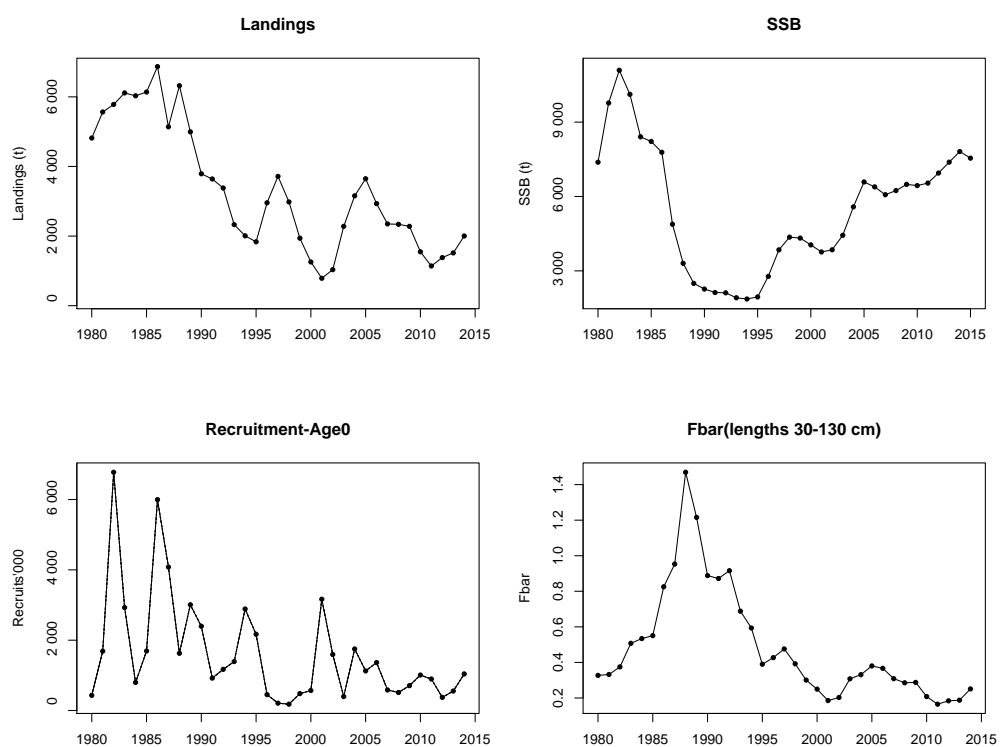 Landings
Landings (t)
0 2 000 4 000 6 000
1980 1985 1990 1995 2000 2005 2010 2015
SSB
SSB (t)
3 000 6 000 9 000
1980 1985 1990 1995 2000 2005 2010 2015
Recruitment-Age0
Recruits'000
0 2 000 4 000 6 000
1980 1985 1990 1995 2000 2005 2010 2015
Fbar(lengths 30-130 cm)
Fbar
0.2 0.4 0.6 0.8 1.0 1.2 1.4
1980 1985 1990 1995 2000 2005 2010 2015